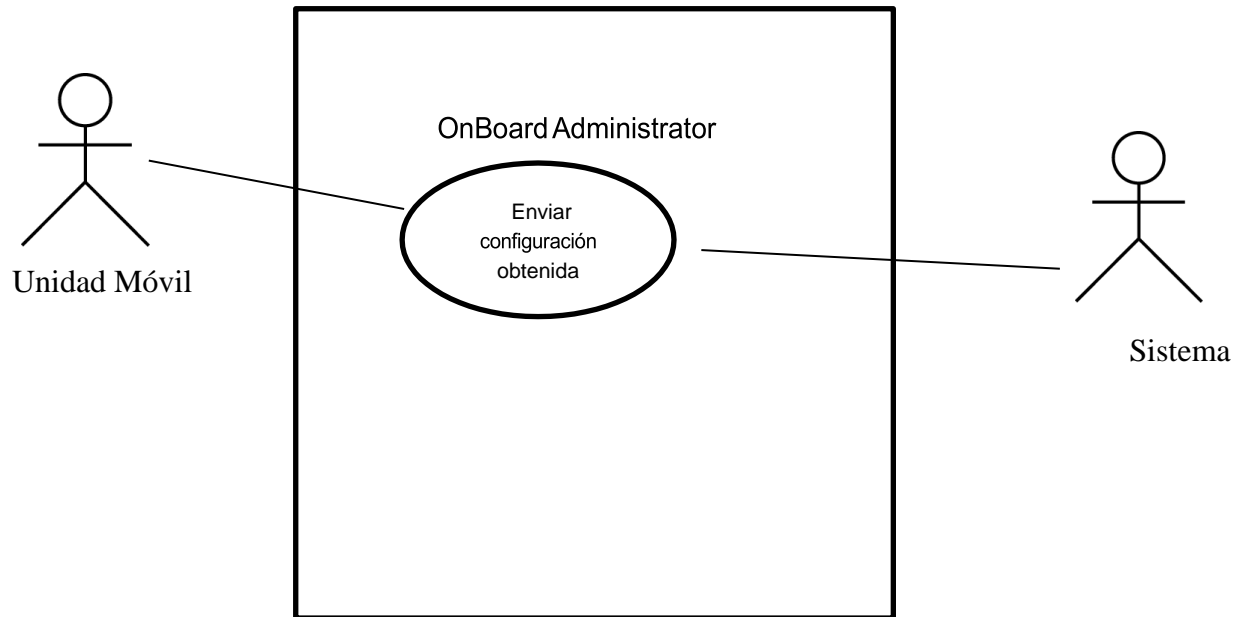 OnBoard Administrator
Enviar
configuración
obtenida
Unidad Móvil
Sistema